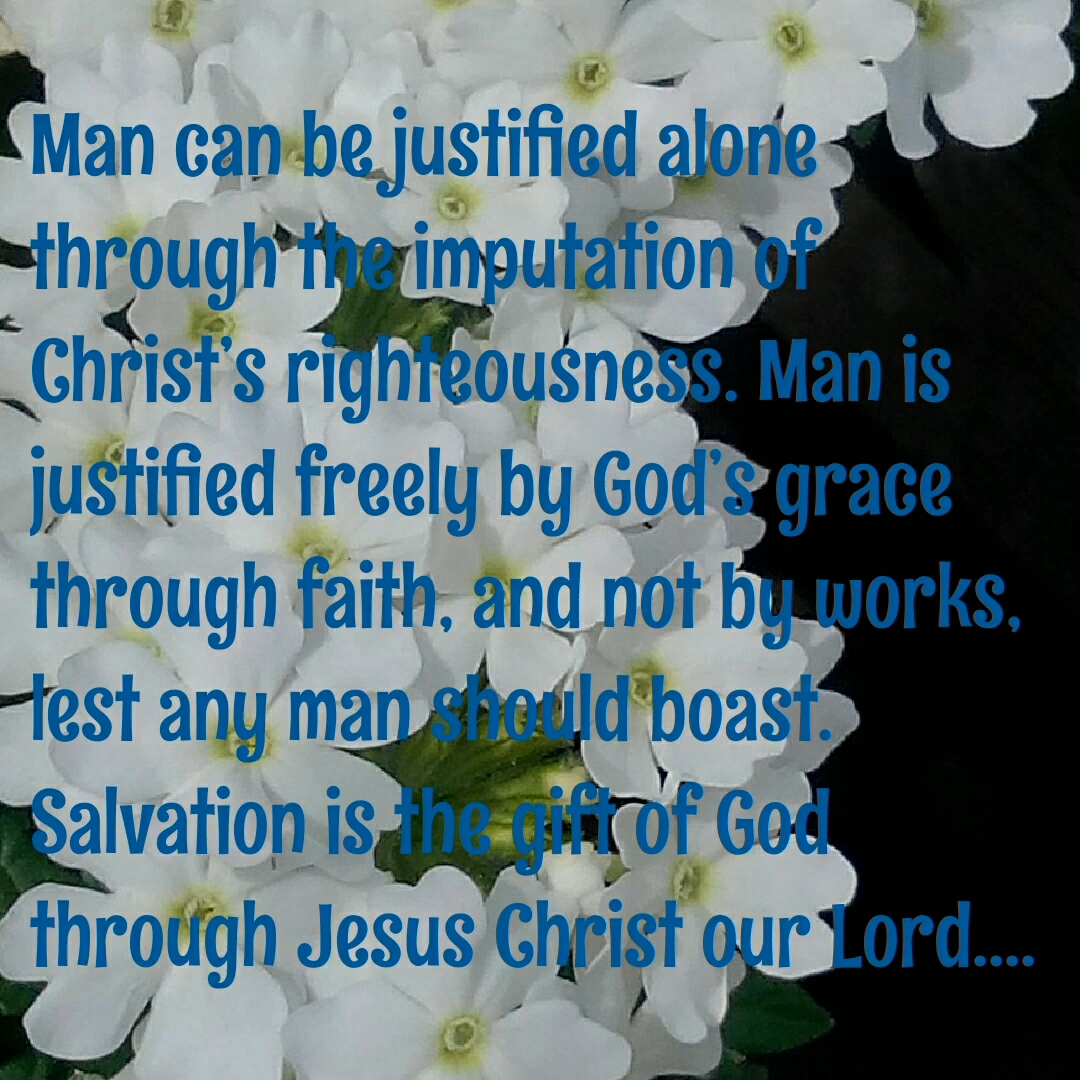 Man can be justified alone
through the imputation of
Christ's righteousness. Man is
justified freely by God's grace
through faith, and not by works,
lest any man should boast.
Salvation is the gift of God
through Jesus Christ our Lord....